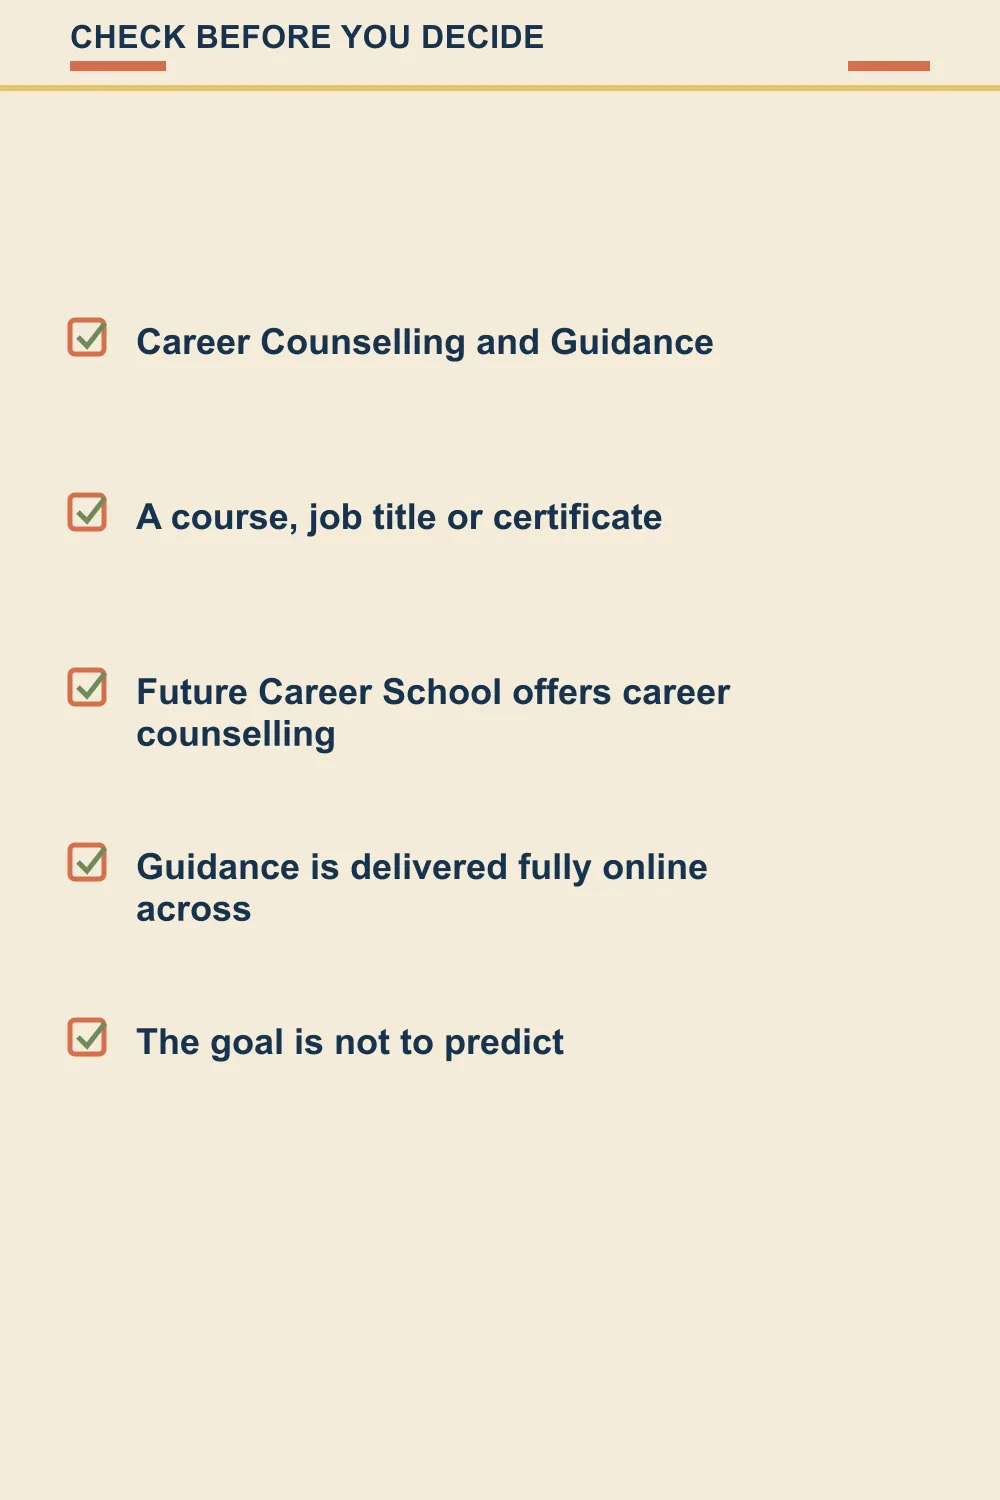 CHECK BEFORE YOU DECIDE
Career Counselling and Guidance
A course, job title or certificate
Future Career School offers career
counselling
Guidance is delivered fully online
across
The goal is not to predict